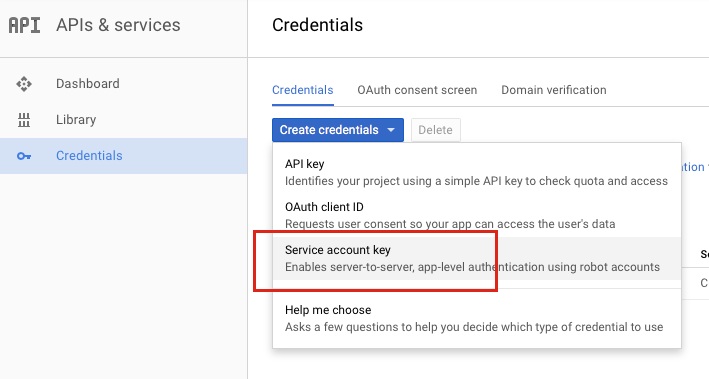 API APIs & services
Credentials
Dashboard
Library
Credentials
Credentials OAuth consent screen Domain verification
Create credentials Delete
API key
Identifies your project using a simple API key to check quota and access
OAuth client ID
Requests user consent so your app can access the user's data
Service account key
Enables server-to-server, app-level authentication using robot accounts
Help me choose
Asks a few questions to help you decide which type of credential to use